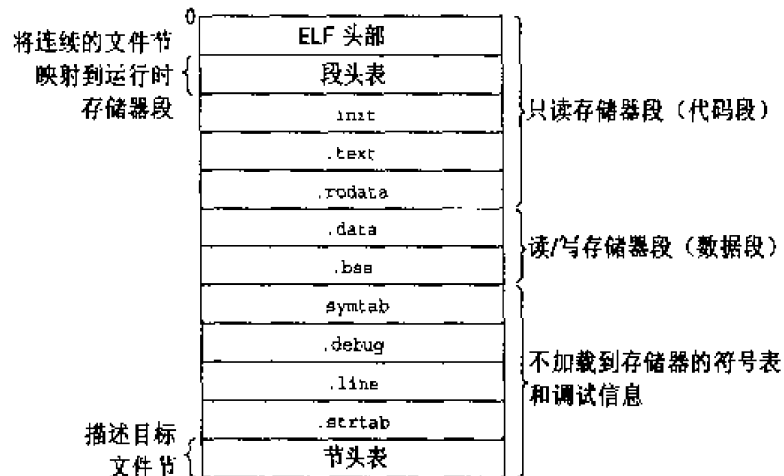 0
ELF 头部
将连续的文件节
映射到运行时
存储器段
段头表
init
.text
.rodata
只读存储器段（代码段）
.data
.bss
读/写存储器段（数据段）
symtab
.debug
.line
.strtab
不加载到存储器的符号表
和调试信息
描述目标
文件节
节头表